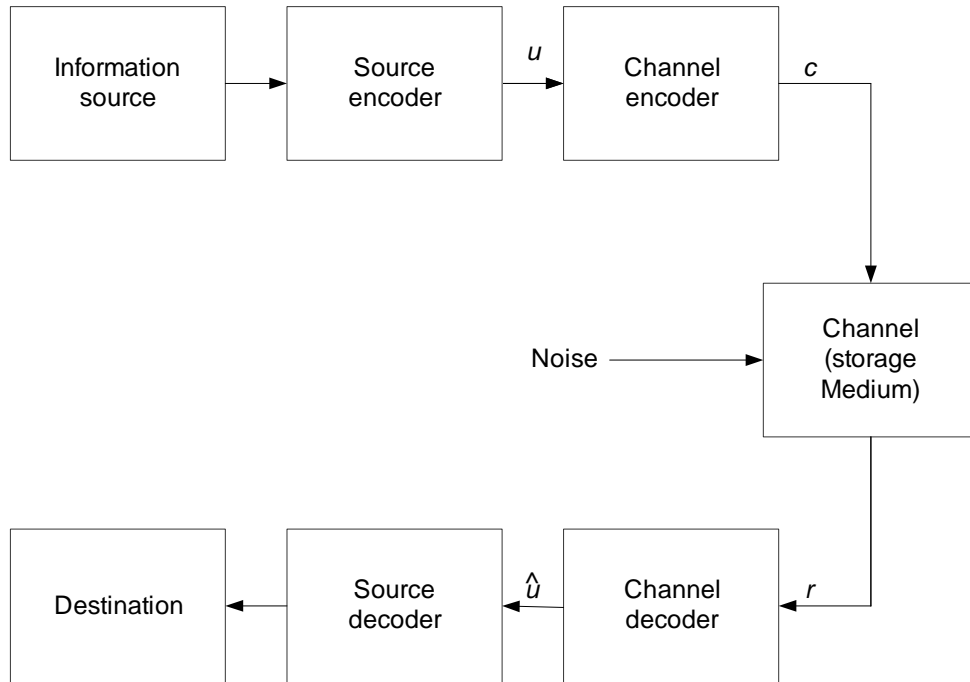 Information
source
Source
encoder
u
Channel
encoder
c
Channel
(storage
Medium)
Noise
Destination
Source
decoder
û
Channel
decoder
r